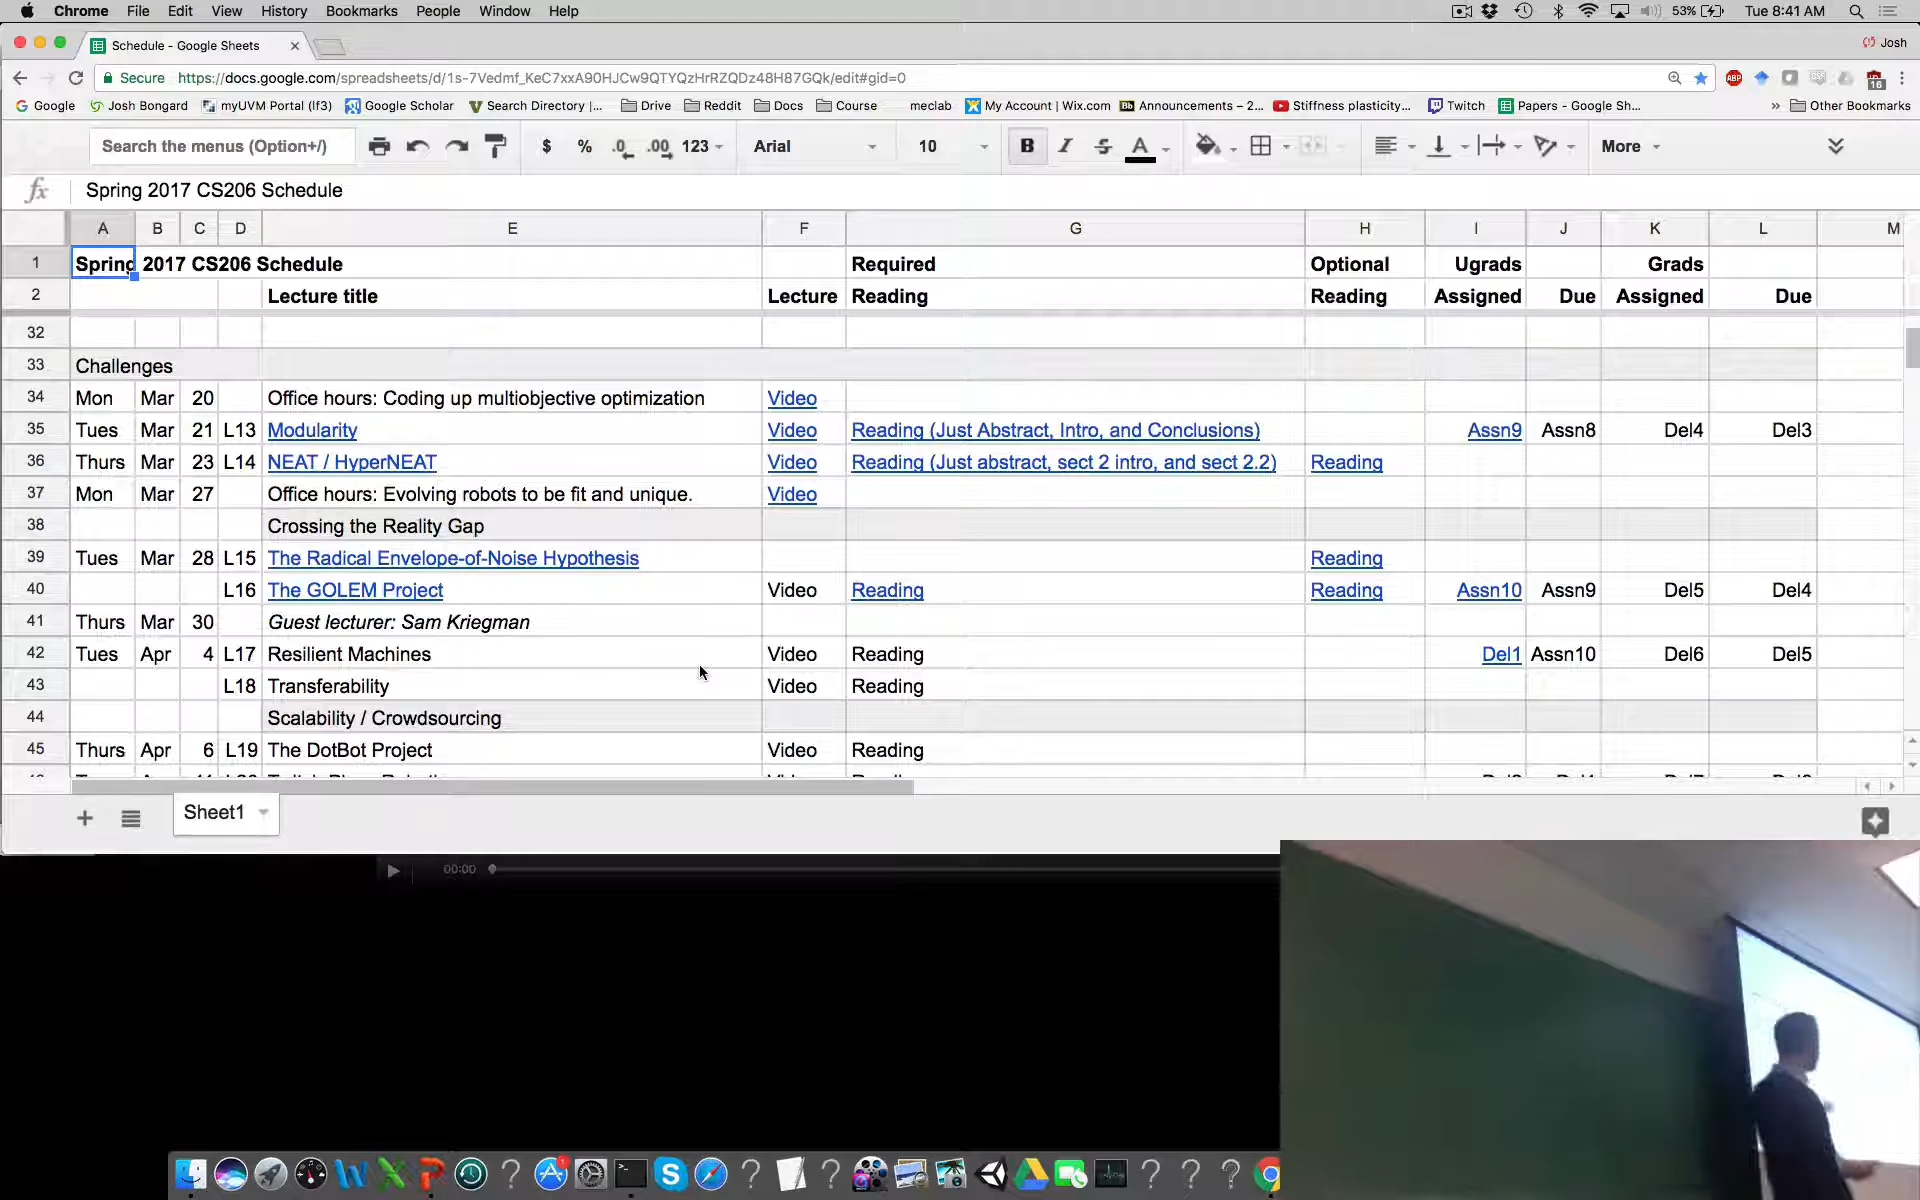 Chrome File Edit View History Bookmarks People Window Help 53% Tue 8:41 AM
Schedule - Google Sheets Josh
Secure https://docs.google.com/spreadsheets/d/1s-7Vedmf_KeC7xxA90HJCw9QTYQzHrRZQDz48H87GQk/edit#gid=0 ABP 16
Google Josh Bongard myUVM Portal (lf3) Google Scholar Search Directory |... Drive Reddit Docs Course meclab My Account | Wix.com Bb Announcements – 2... Stiffness plasticity... Twitch Papers - Google Sh... » Other Bookmarks
Search the menus (Option+/) $ % .0 .00 123 Arial 10 B I S A More
fx Spring 2017 CS206 Schedule
A B C D E F G H I J K L M
1 Spring 2017 CS206 Schedule Required Optional Ugrads Grads
2 Lecture title Lecture Reading Reading Assigned Due Assigned Due
32
33 Challenges
34 Mon Mar 20 Office hours: Coding up multiobjective optimization Video
35 Tues Mar 21 L13 Modularity Video Reading (Just Abstract, Intro, and Conclusions) Assn9 Assn8 Del4 Del3
36 Thurs Mar 23 L14 NEAT / HyperNEAT Video Reading (Just abstract, sect 2 intro, and sect 2.2) Reading
37 Mon Mar 27 Office hours: Evolving robots to be fit and unique. Video
38 Crossing the Reality Gap
39 Tues Mar 28 L15 The Radical Envelope-of-Noise Hypothesis Reading
40 L16 The GOLEM Project Video Reading Reading Assn10 Assn9 Del5 Del4
41 Thurs Mar 30 Guest lecturer: Sam Kriegman
42 Tues Apr 4 L17 Resilient Machines Video Reading Del1 Assn10 Del6 Del5
43 L18 Transferability Video Reading
44 Scalability / Crowdsourcing
45 Thurs Apr 6 L19 The DotBot Project Video Reading
Sheet1
00:00